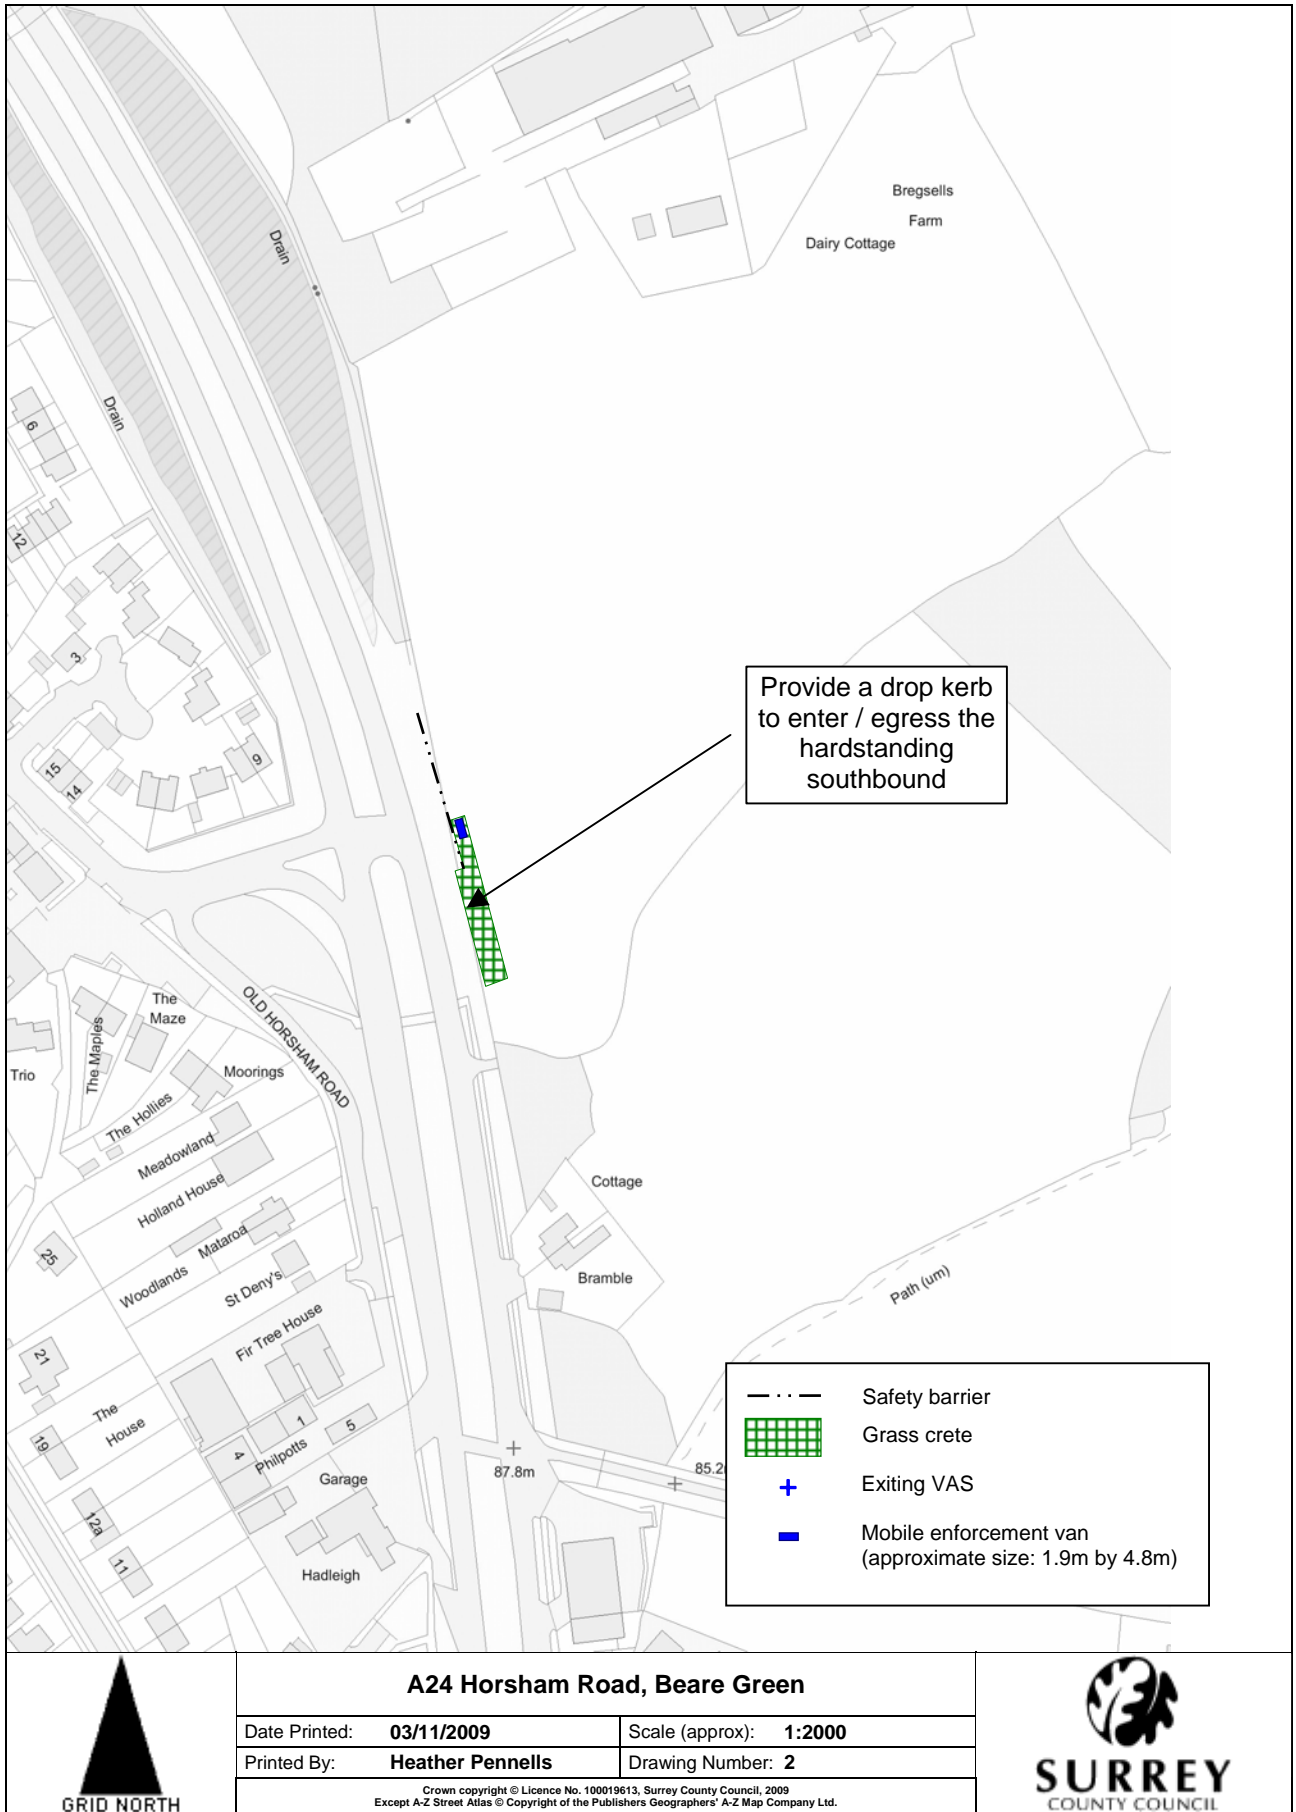 Bregsells
Farm
Dairy Cottage
Drain
Drain
6
12
3
9
15
14
Provide a drop kerb
to enter / egress the
hardstanding
southbound
The
Maze
The Maples
Trio
OLD HORSHAM ROAD
Moorings
The Hollies
Meadowland
Holland House
Mataroa
Woodlands
St Deny's
Fir Tree House
Cottage
Bramble
Path (um)
25
21
The
House
19
1
5
4
Philpotts
Garage
12a
11
Hadleigh
87.8m
85.2
Safety barrier
Grass crete
Exiting VAS
Mobile enforcement van
(approximate size: 1.9m by 4.8m)
GRID NORTH
A24 Horsham Road, Beare Green
Date Printed: 03/11/2009
Scale (approx): 1:2000
Printed By: Heather Pennells
Drawing Number: 2
Crown copyright © Licence No. 100019613, Surrey County Council, 2009
Except A-Z Street Atlas © Copyright of the Publishers Geographers' A-Z Map Company Ltd.
SURREY
COUNTY COUNCIL